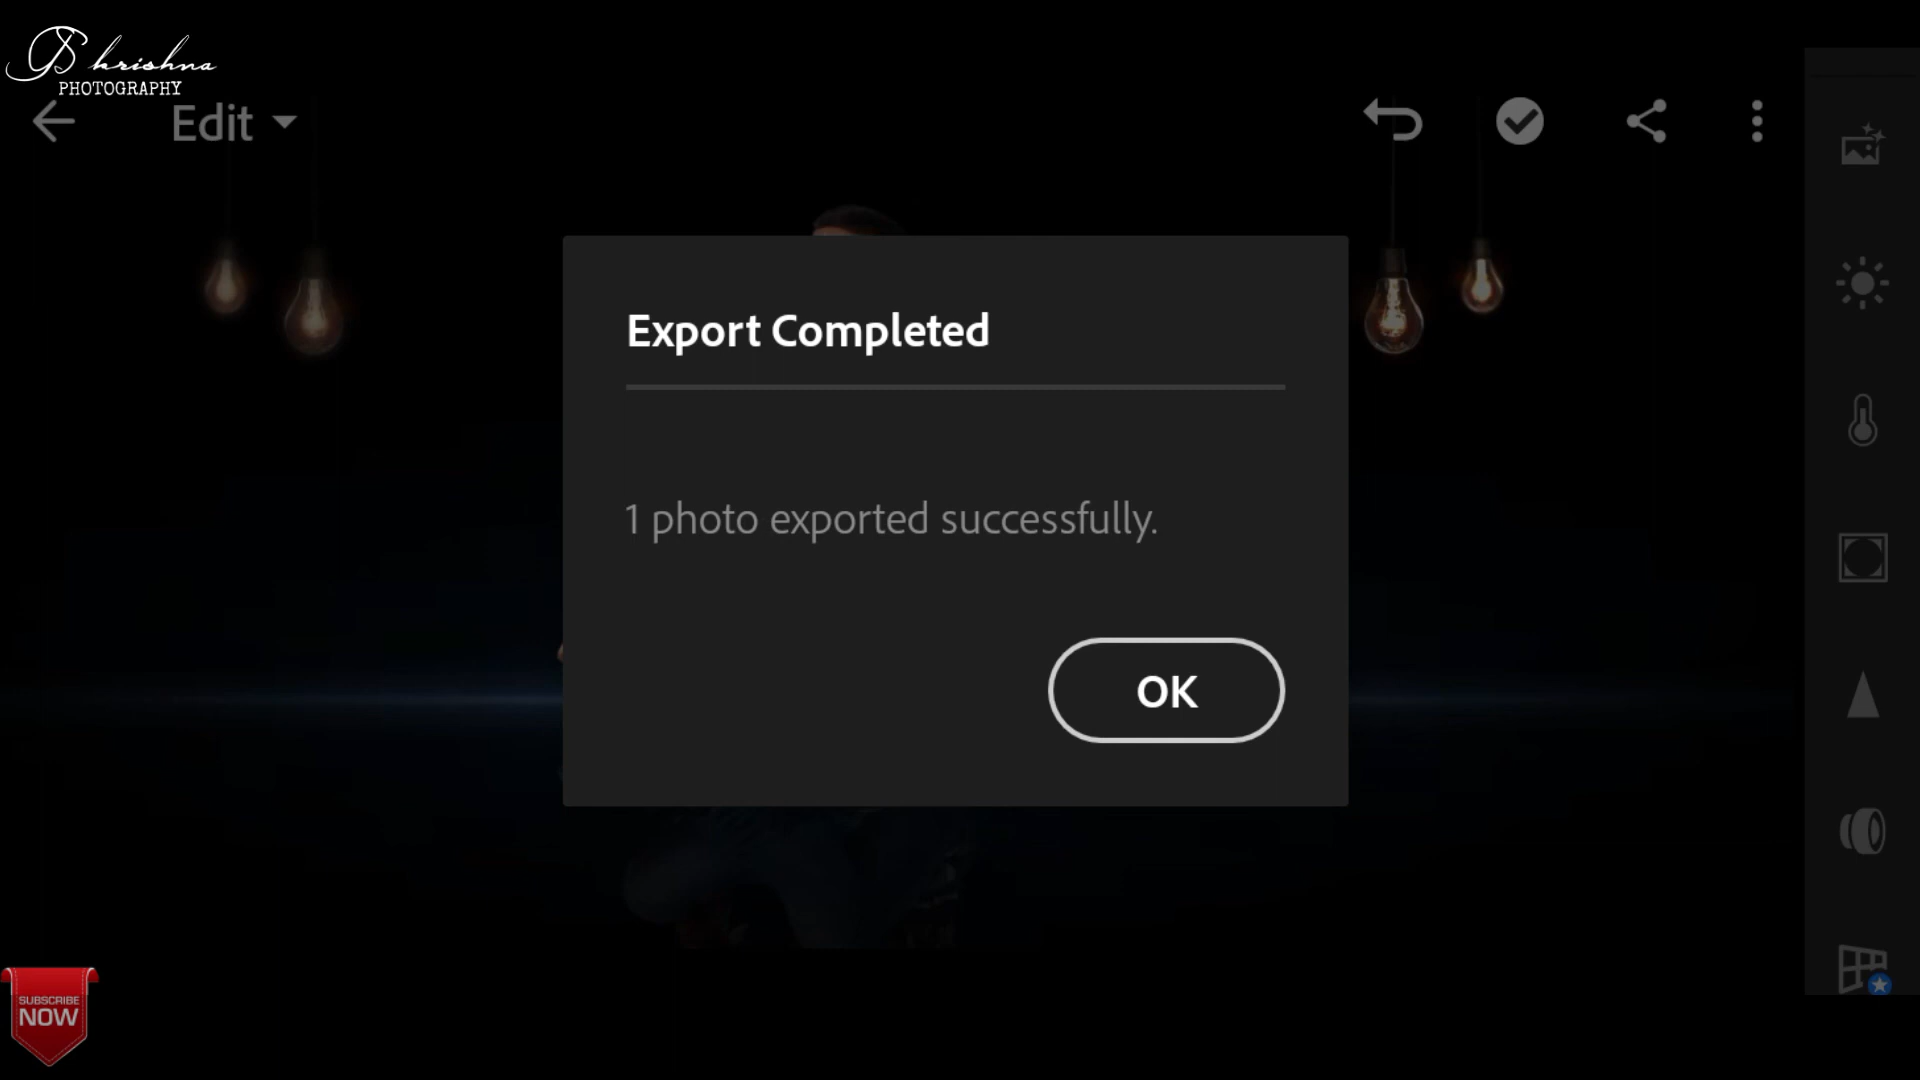 S krishna
PHOTOGRAPHY
Edit
Export Completed
1 photo exported successfully.
OK
SUBSCRIBE
NOW